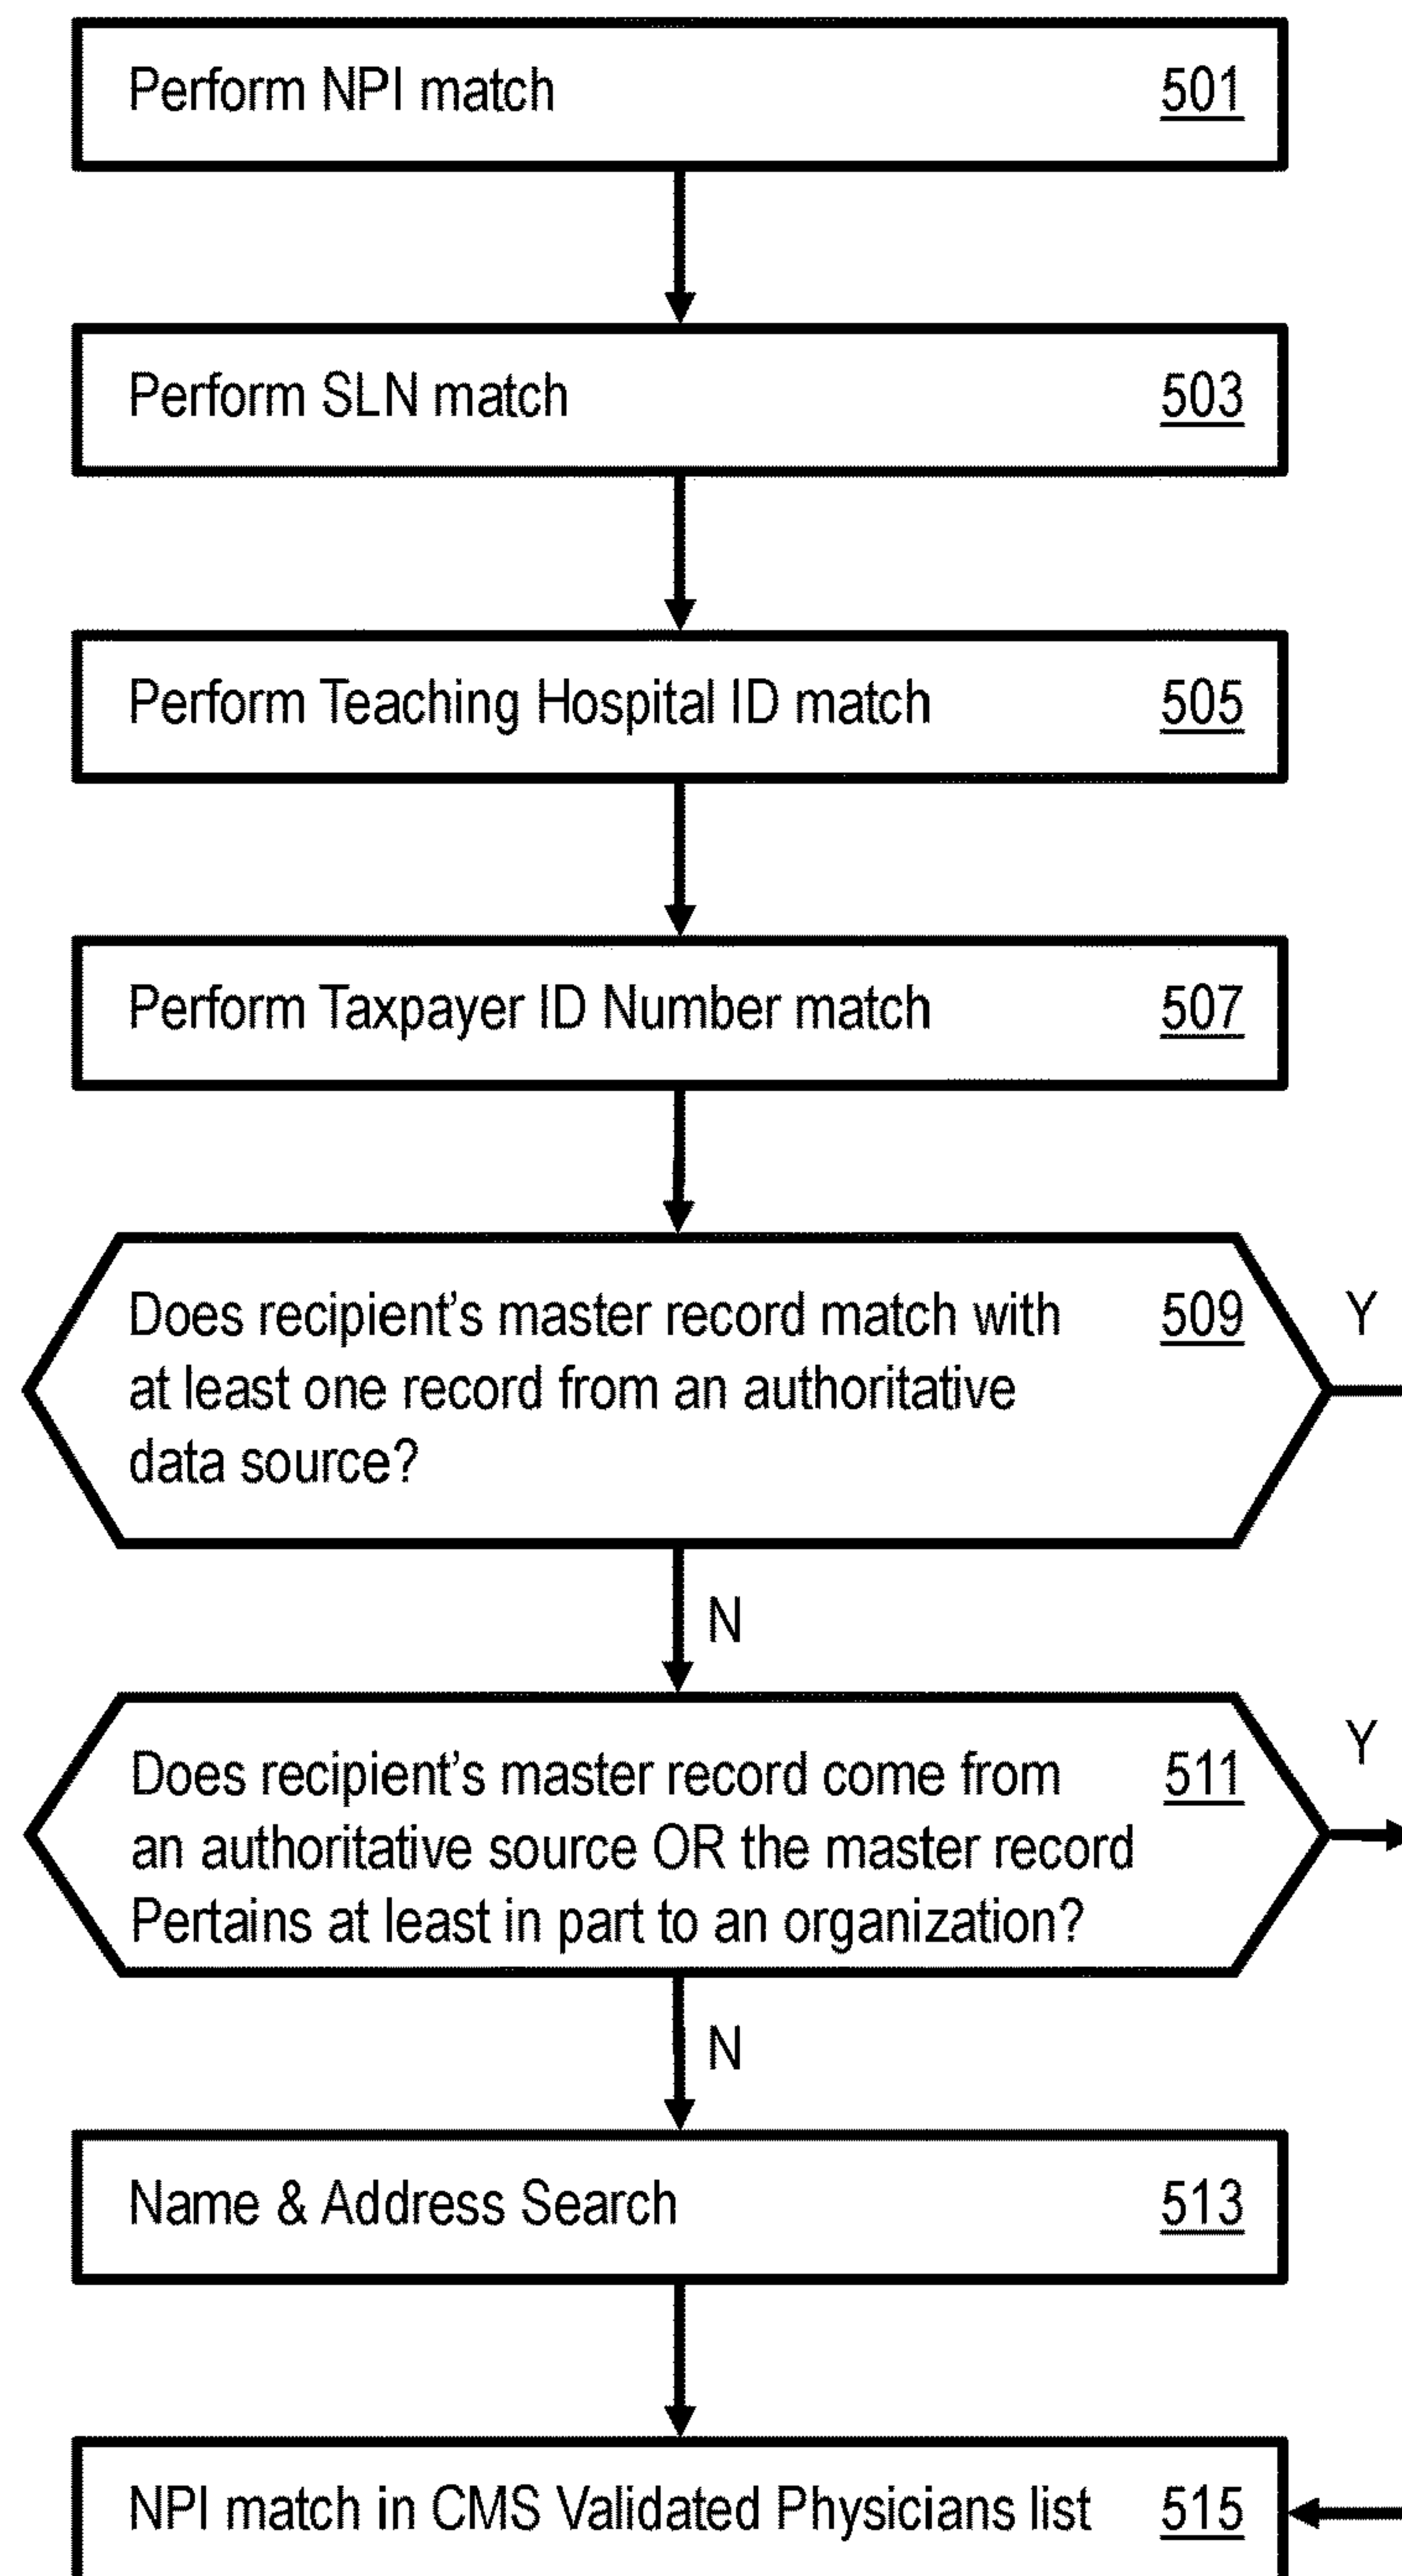 Perform NPI match 501
Perform SLN match 503
Perform Teaching Hospital ID match 505
Perform Taxpayer ID Number match 507
Does recipient's master record match with 509
at least one record from an authoritative
data source?
Y
N
Does recipient's master record come from 511
an authoritative source OR the master record
Pertains at least in part to an organization?
Y
N
Name & Address Search 513
NPI match in CMS Validated Physicians list 515